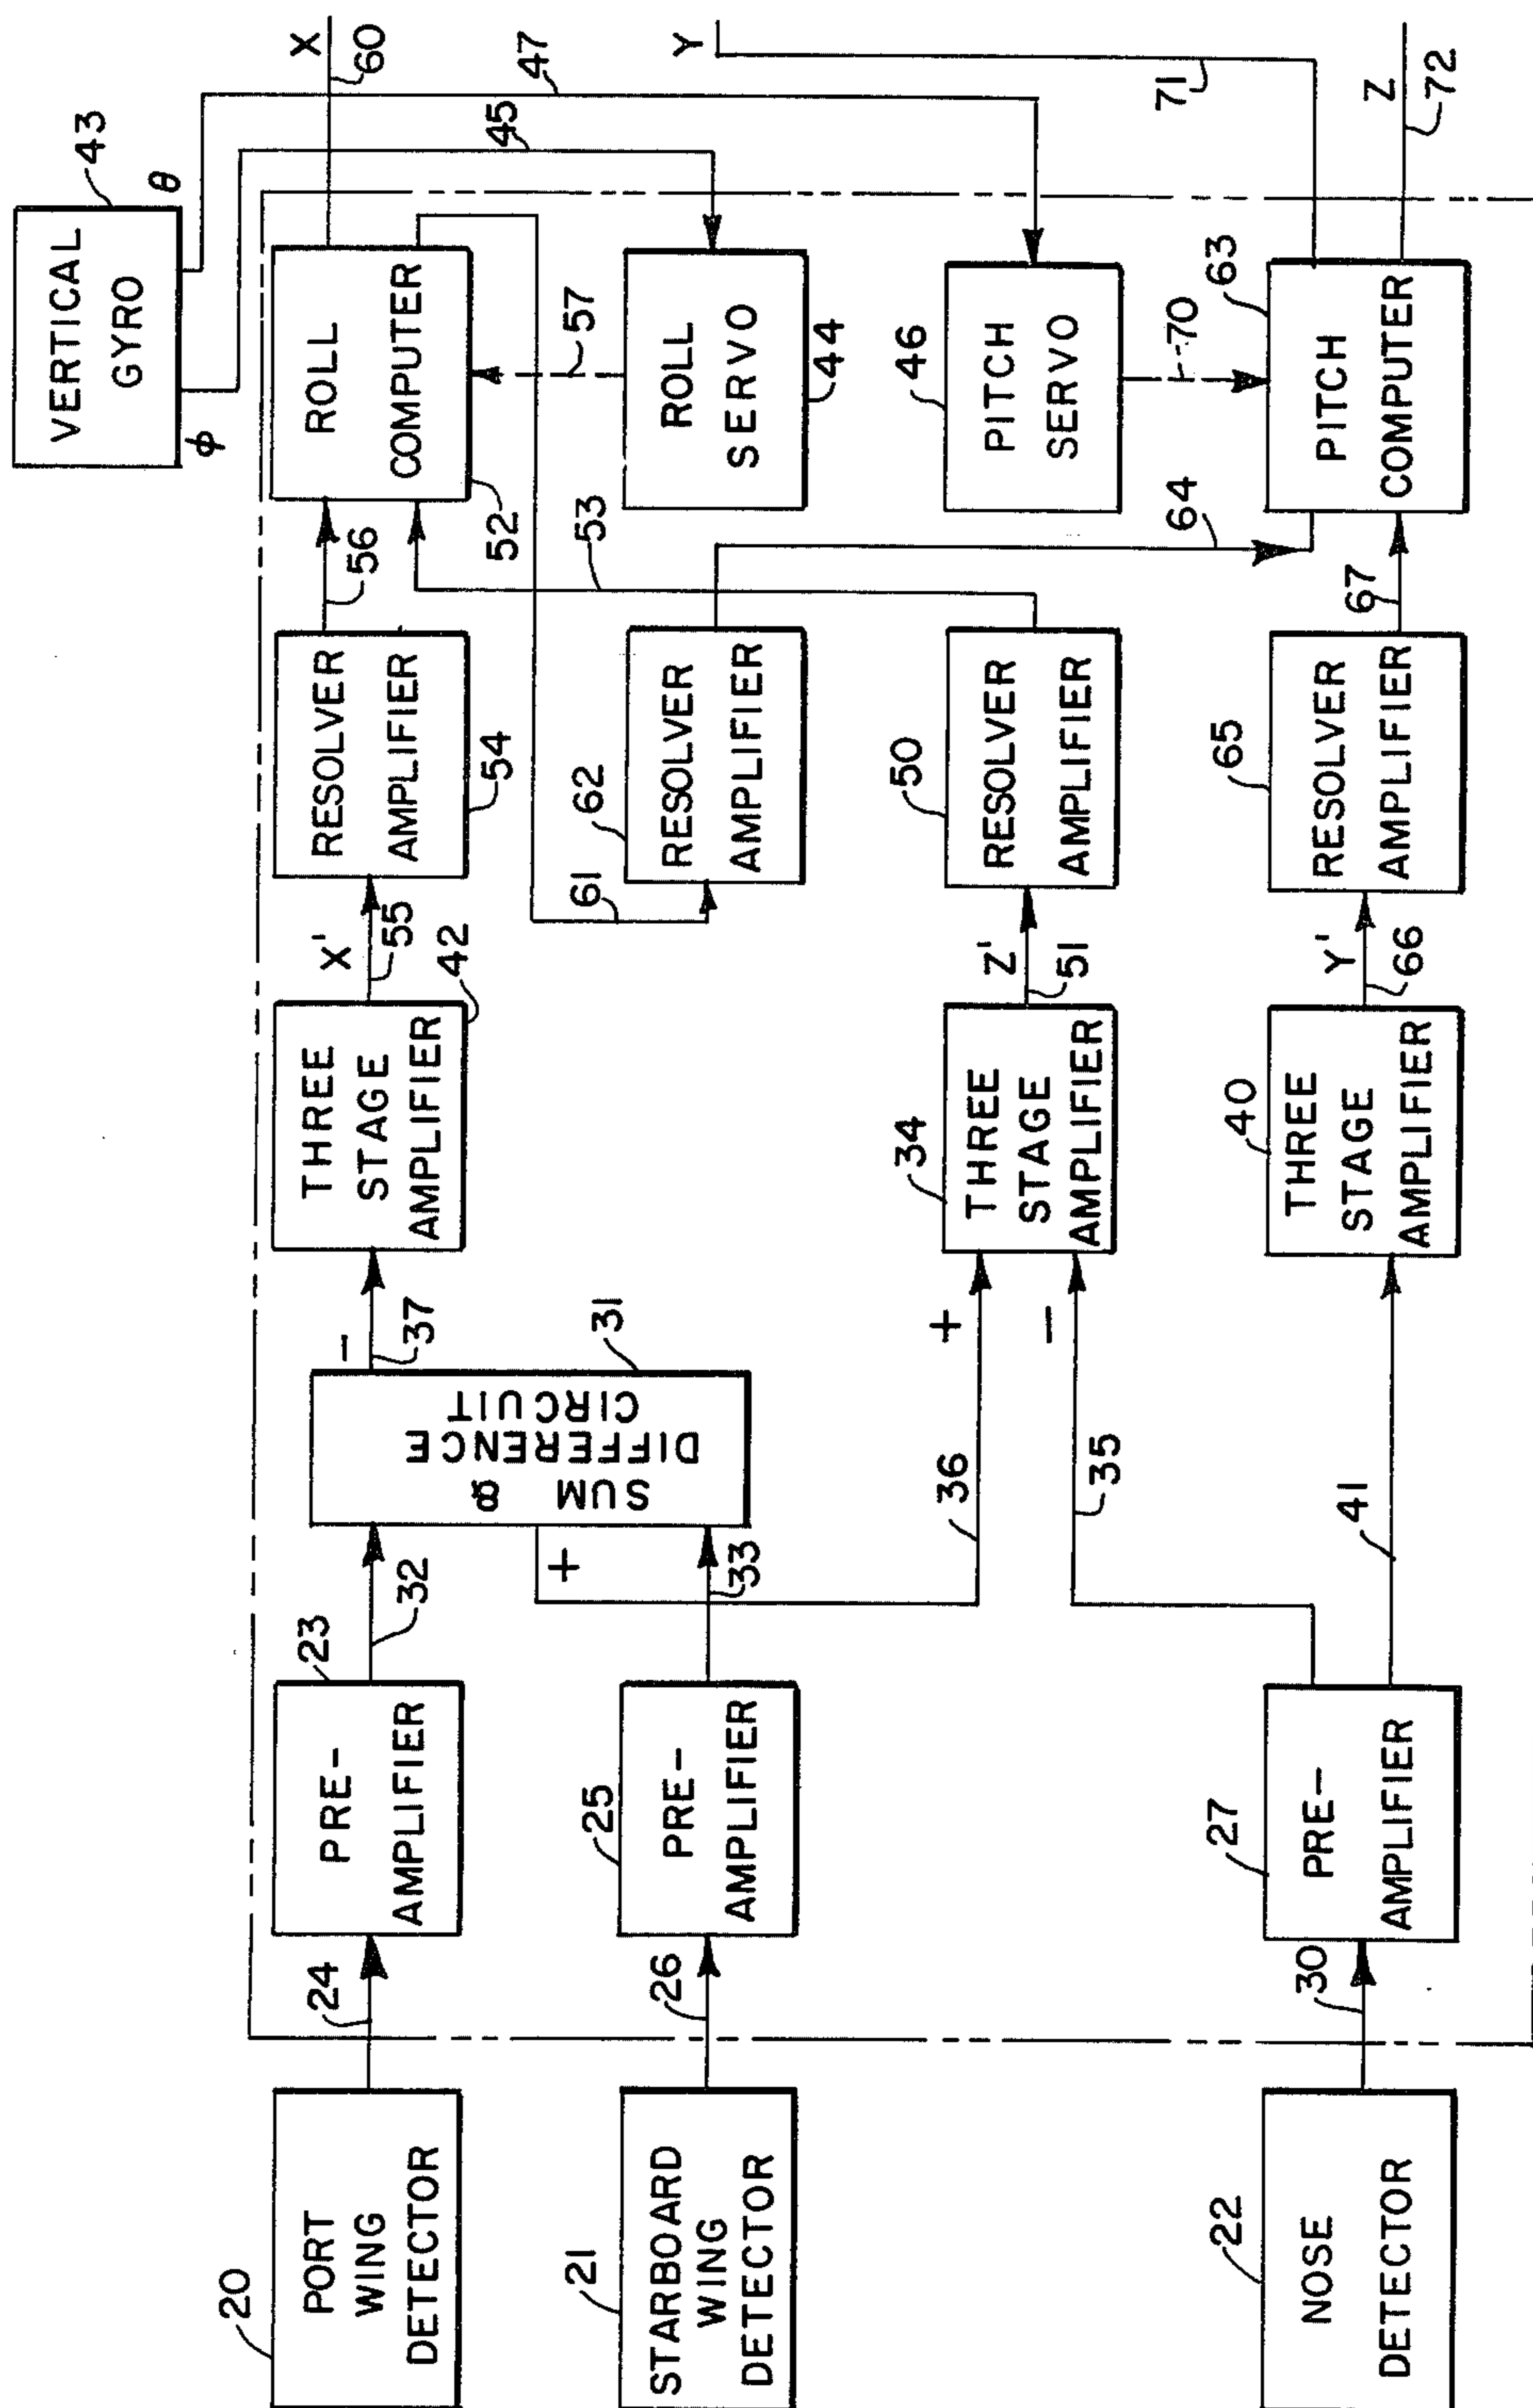 20
PORT
WING
DETECTOR
21
STARBOARD
WING
DETECTOR
22
NOSE
DETECTOR
24
26
30
23
PRE-
AMPLIFIER
25
PRE-
AMPLIFIER
27
PRE-
AMPLIFIER
32
33
+
SUM &
DIFFERENCE
CIRCUIT
31
36
35
41
-
37
+
-
THREE
STAGE
AMPLIFIER
42
34
THREE
STAGE
AMPLIFIER
40
THREE
STAGE
AMPLIFIER
X'
55
61
Z'
51
Y'
66
RESOLVER
AMPLIFIER
54
62
RESOLVER
AMPLIFIER
50
RESOLVER
AMPLIFIER
65
RESOLVER
AMPLIFIER
56
53
64
67
ROLL
COMPUTER
52
57
ROLL
SERVO
44
46
PITCH
SERVO
70
63
PITCH
COMPUTER
VERTICAL
GYRO
43
ϕ
θ
45
47
X
60
Y
71
Z
72